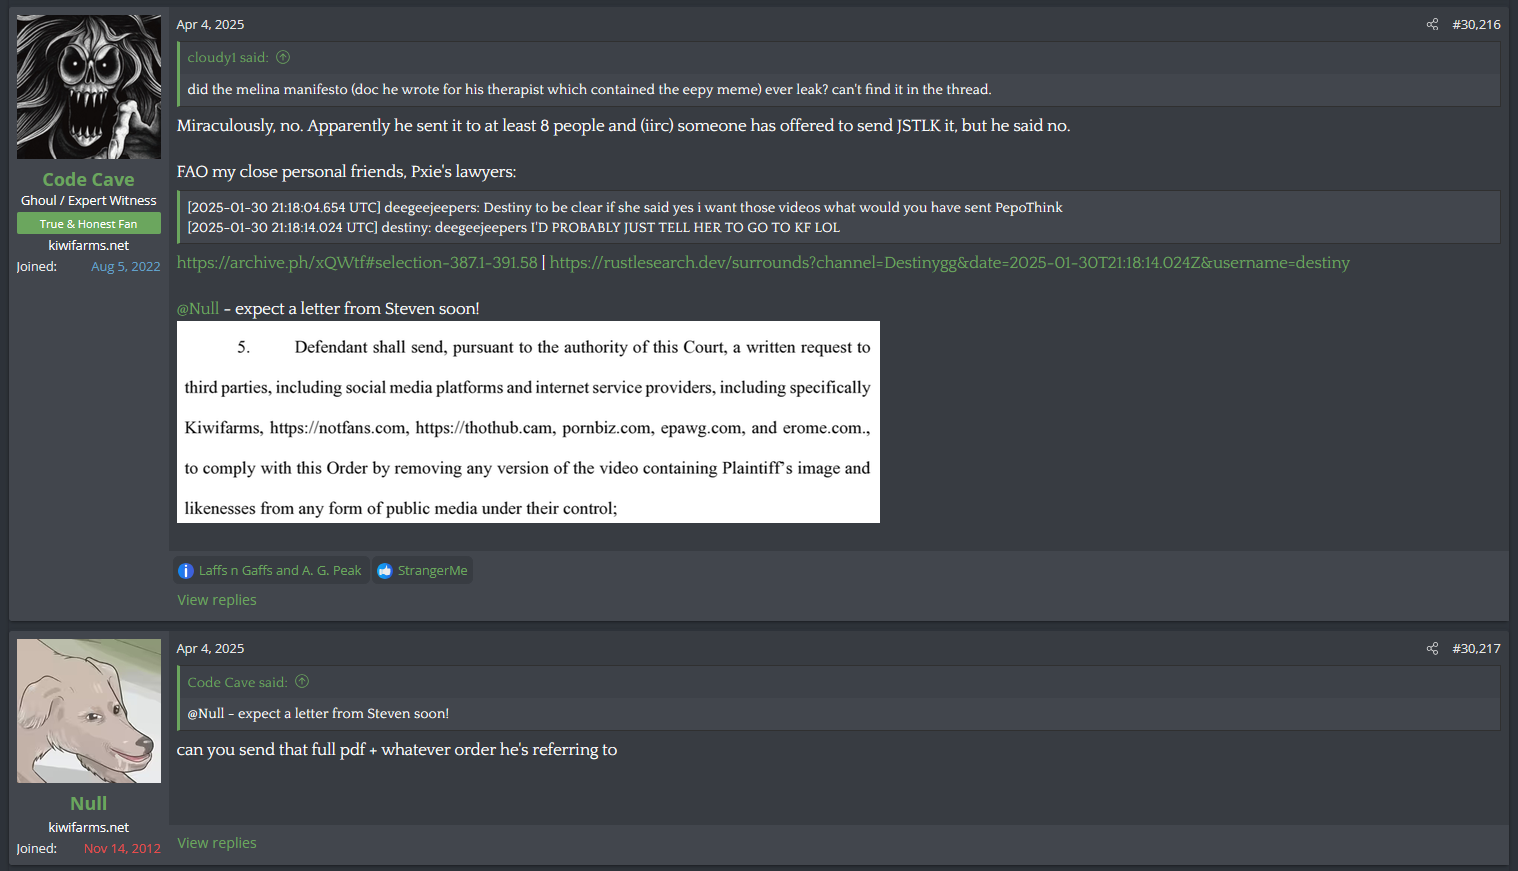 Apr 4, 2025
#30,216
cloudy1 said:
did the melina manifesto (doc he wrote for his therapist which contained the eepy meme) ever leak? can't find it in the thread.
Miraculously, no. Apparently he sent it to at least 8 people and (iirc) someone has offered to send JSTLK it, but he said no.
FAO my close personal friends, Pxie's lawyers:
[2025-01-30 21:18:04.654 UTC] deegeejeepers: Destiny to be clear if she said yes i want those videos what would you have sent PepoThink
[2025-01-30 21:18:14.024 UTC] destiny: deegeejeepers I'D PROBABLY JUST TELL HER TO GO TO KF LOL
https://archive.ph/xQWtf#selection-387.1-391.58 | https://rustlesearch.dev/surrounds?channel=Destinygg&date=2025-01-30T21:18:14.024Z&username=destiny
@Null - expect a letter from Steven soon!
5. Defendant shall send, pursuant to the authority of this Court, a written request to
third parties, including social media platforms and internet service providers, including specifically
Kiwifarms, https://notfans.com, https://thothub.cam, pornbiz.com, epawg.com, and erome.com.,
to comply with this Order by removing any version of the video containing Plaintiff's image and
likenesses from any form of public media under their control;
Code Cave
Ghoul / Expert Witness
True & Honest Fan
kiwifarms.net
Joined: Aug 5, 2022
Laffs n Gaffs and A. G. Peak
StrangerMe
View replies
Apr 4, 2025
#30,217
Code Cave said:
@Null - expect a letter from Steven soon!
can you send that full pdf + whatever order he's referring to
Null
kiwifarms.net
Joined: Nov 14, 2012
View replies